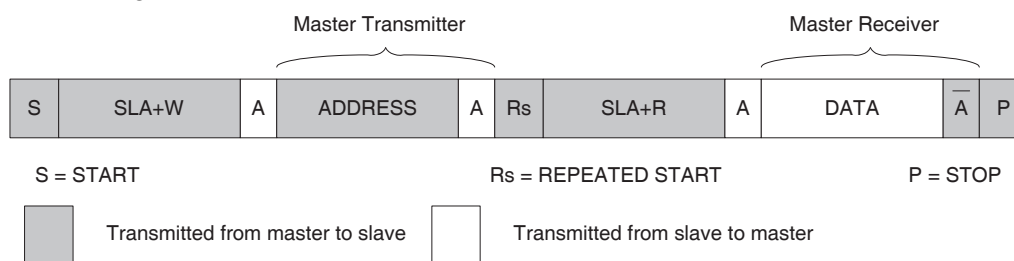 Master Transmitter Master Receiver
S SLA+W A ADDRESS A Rs SLA+R A DATA A̅ P
S = START Rs = REPEATED START P = STOP
Transmitted from master to slave Transmitted from slave to master